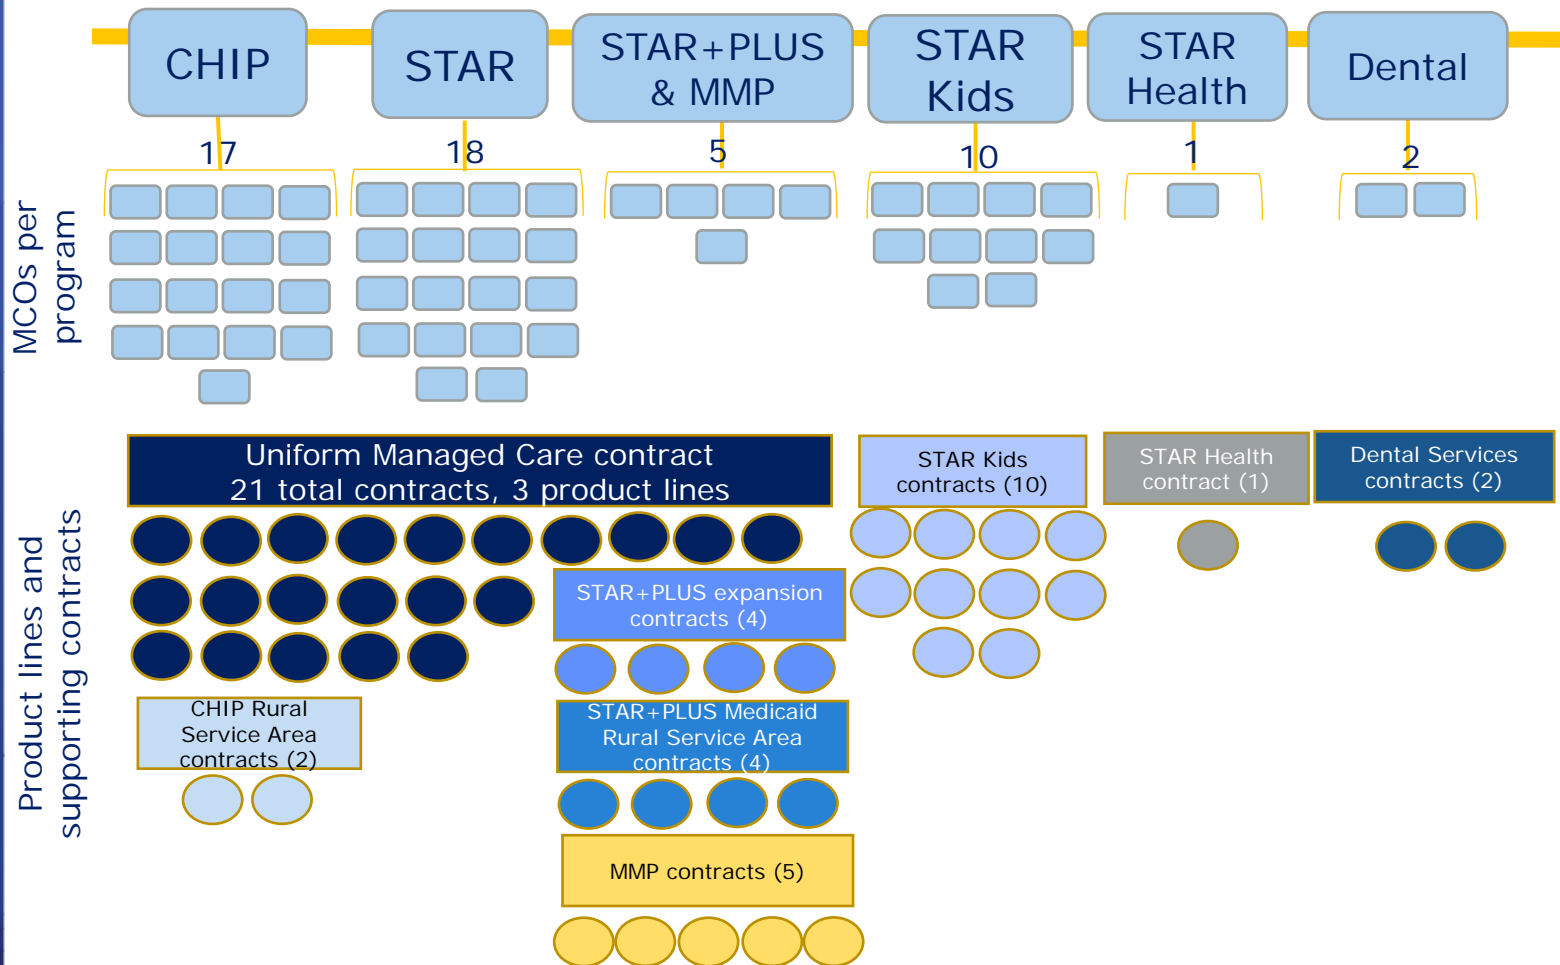 CHIP
STAR
STAR+PLUS
& MMP
STAR
Kids
STAR
Health
Dental
17
18
5
10
1
2
MCOs per
program
Uniform Managed Care contract
21 total contracts, 3 product lines
STAR Kids
contracts (10)
STAR Health
contract (1)
Dental Services
contracts (2)
Product lines and
supporting contracts
STAR+PLUS expansion
contracts (4)
CHIP Rural
Service Area
contracts (2)
STAR+PLUS Medicaid
Rural Service Area
contracts (4)
MMP contracts (5)